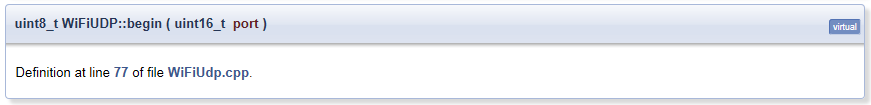 uint8_t WiFiUDP::begin ( uint16_t port )
virtual
Definition at line 77 of file WiFiUdp.cpp.